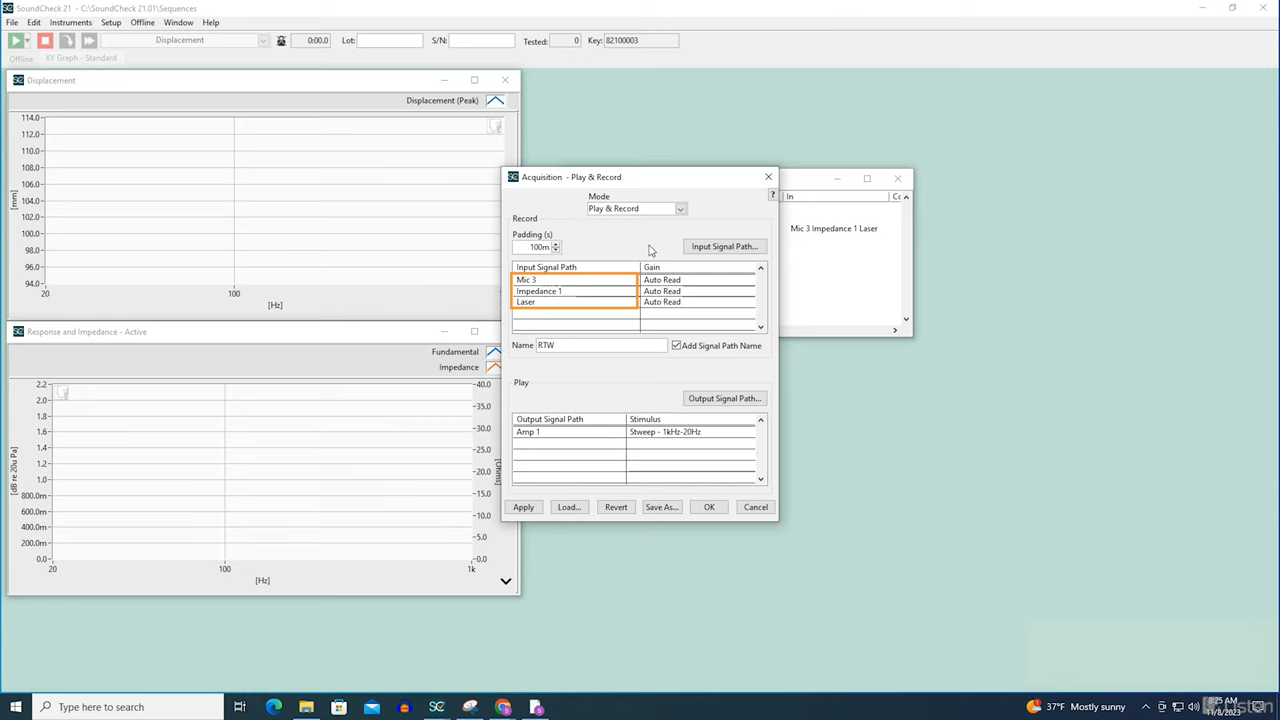 SoundCheck 21 - C:\SoundCheck 21.01\Sequences
File Edit Instruments Setup Offline Window Help
Displacement 0:00.0 Lot: S/N: Tested: 0 Key: 82100003
Offline XY Graph - Standard
Displacement
Displacement (Peak)
114.0
112.0
110.0
108.0
106.0
104.0
102.0
100.0
98.0
96.0
94.0
[mm]
20 100
[Hz]
Response and Impedance - Active
Fundamental
Impedance
2.2
2.0
1.8
1.6
1.4
1.2
1.0
800.0m
600.0m
400.0m
200.0m
0.0
[dB re 20u Pa]
40.0
35.0
30.0
25.0
20.0
15.0
10.0
5.0
0.0
[Ohms]
20 100 1k
[Hz]
Acquisition - Play & Record
Mode
Play & Record
?
Record
Padding (s)
100m Input Signal Path...
Input Signal Path Gain
Mic 3 Auto Read
Impedance 1 Auto Read
Laser Auto Read
Name RTW Add Signal Path Name
Play
Output Signal Path...
Output Signal Path Stimulus
Amp 1 Stweep - 1kHz-20Hz
Apply Load... Revert Save As... OK Cancel
In
Mic 3 Impedance 1 Laser
Type here to search
37°F Mostly sunny
8:25 AM
11/8/2023